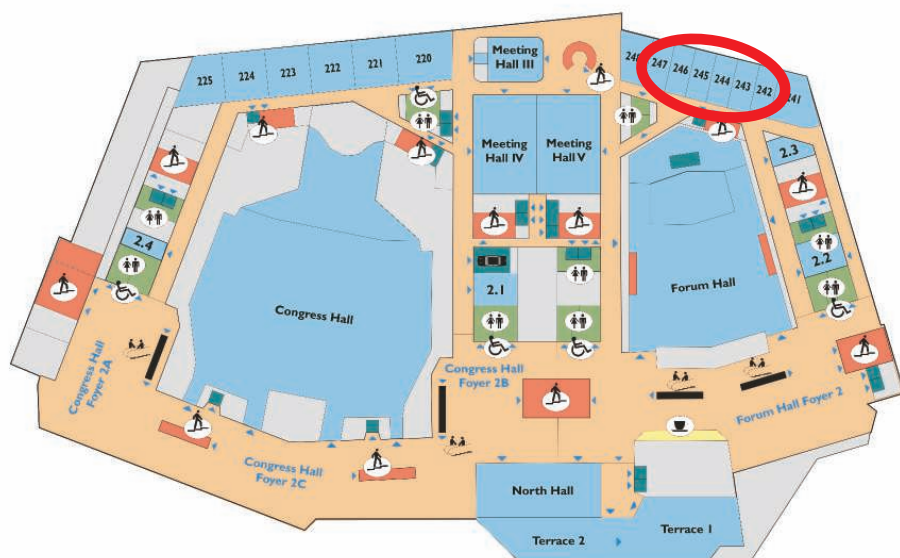 Meeting
Hall III
225
224
223
222
221
220
248
247
246
245
244
243
242
241
Meeting
Hall IV
Meeting
Hall V
2.3
2.4
2.2
2.1
Congress Hall
Forum Hall
Congress Hall
Foyer 2A
Congress Hall
Foyer 2B
Forum Hall Foyer 2
Congress Hall
Foyer 2C
North Hall
Terrace 2
Terrace 1